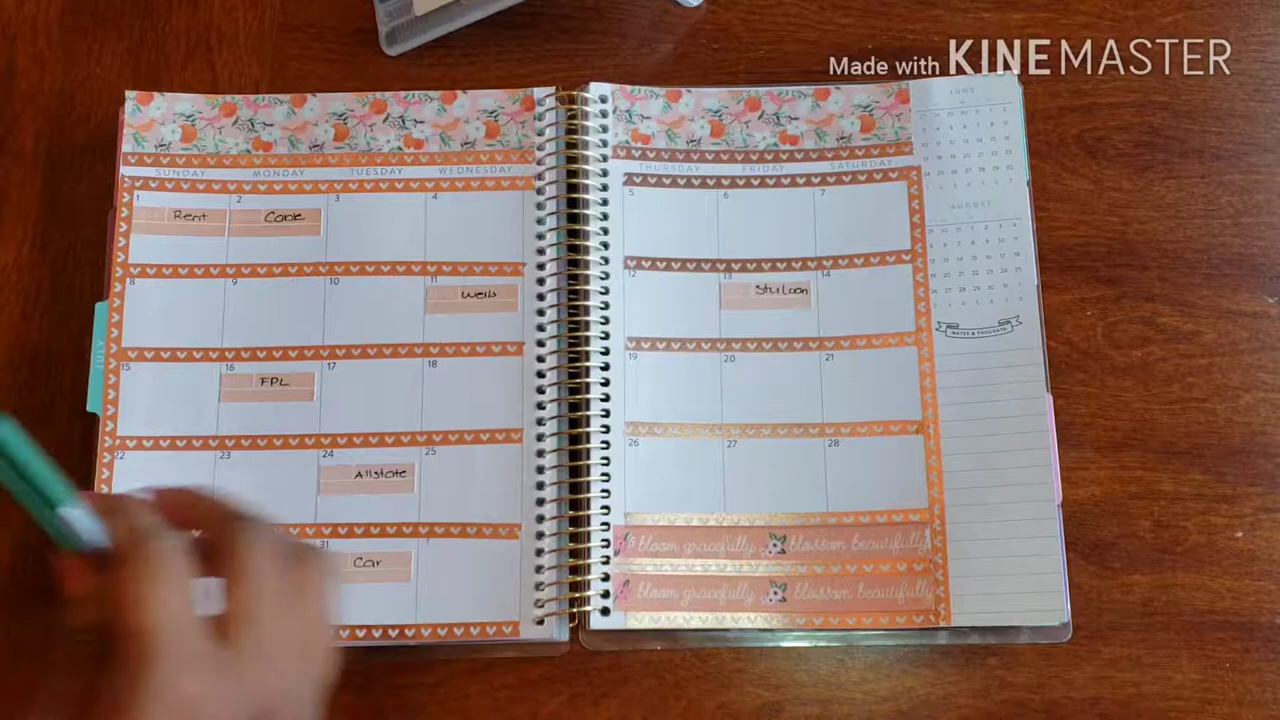 Made with KINEMASTER
SUNDAY MONDAY TUESDAY WEDNESDAY
1 2 3 4
Rent Cook
8 9 10 11
Wells
15 16 17 18
FPL
22 23 24 25
Allstate
31
Car
JULY
THURSDAY FRIDAY SATURDAY
5 6 7
12 13 14
Stu Loan
19 20 21
26 27 28
bloom gracefully blossom beautifully
bloom gracefully blossom beautifully
JUNE
AUGUST
NOTES & THOUGHTS